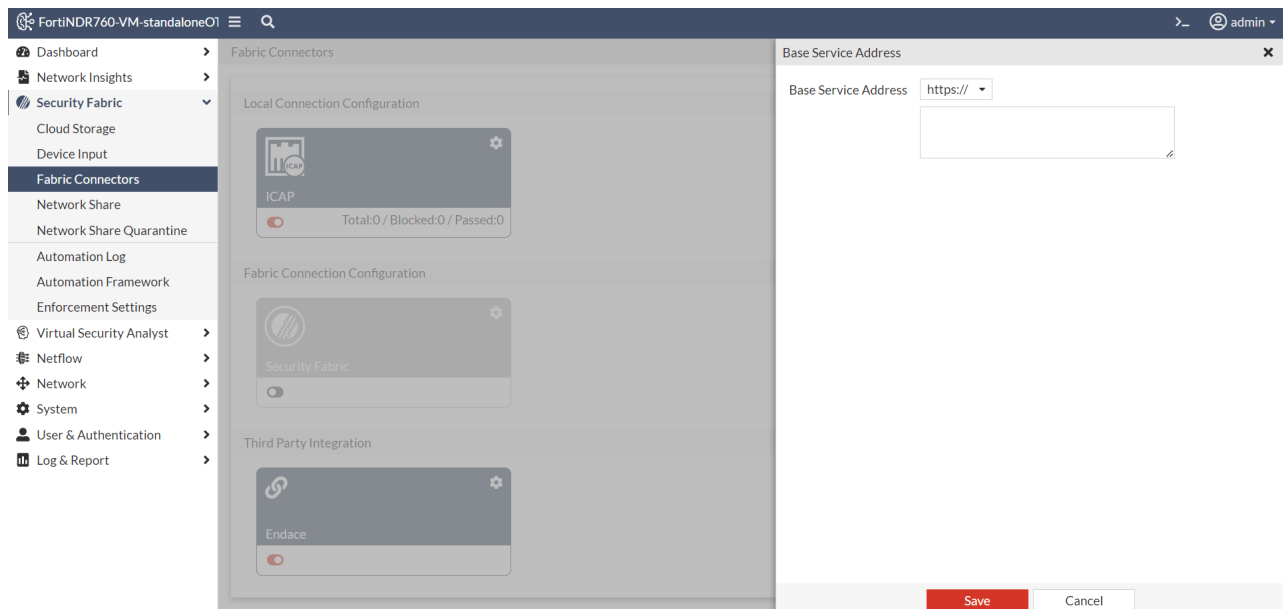 FortiNDR760-VM-standaloneO1
>_
admin
Dashboard
Network Insights
Security Fabric
Cloud Storage
Device Input
Fabric Connectors
Network Share
Network Share Quarantine
Automation Log
Automation Framework
Enforcement Settings
Virtual Security Analyst
Netflow
Network
System
User & Authentication
Log & Report
Fabric Connectors
Local Connection Configuration
ICAP
ICAP
Total:0 / Blocked:0 / Passed:0
Fabric Connection Configuration
Security Fabric
Third Party Integration
Endace
Base Service Address
Base Service Address https://
Save Cancel